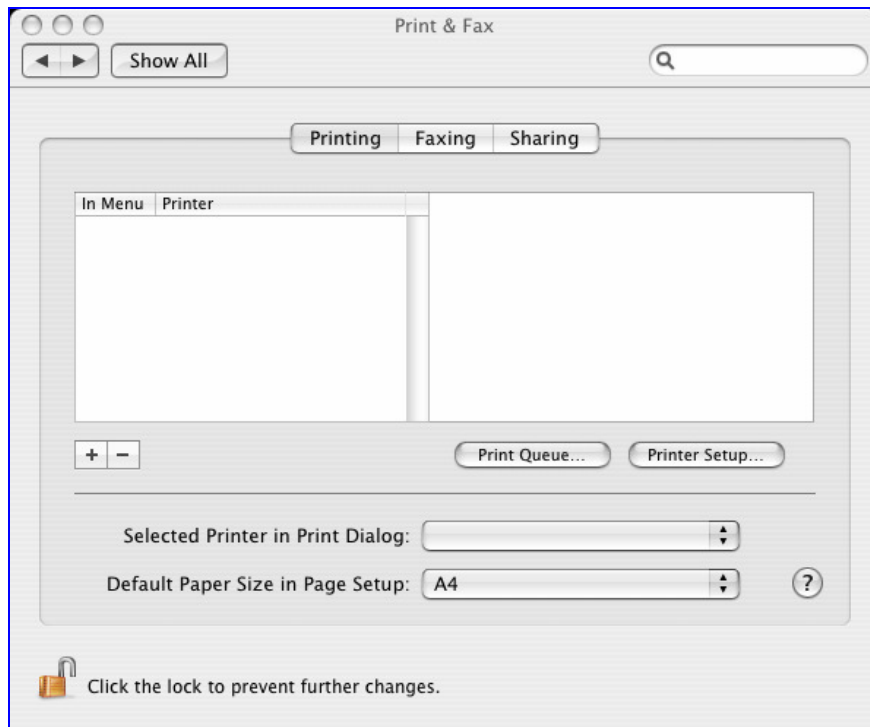 Print & Fax
Show All
Printing Faxing Sharing
In Menu Printer
+ −
Print Queue... Printer Setup...
Selected Printer in Print Dialog:
Default Paper Size in Page Setup: A4 ?
Click the lock to prevent further changes.